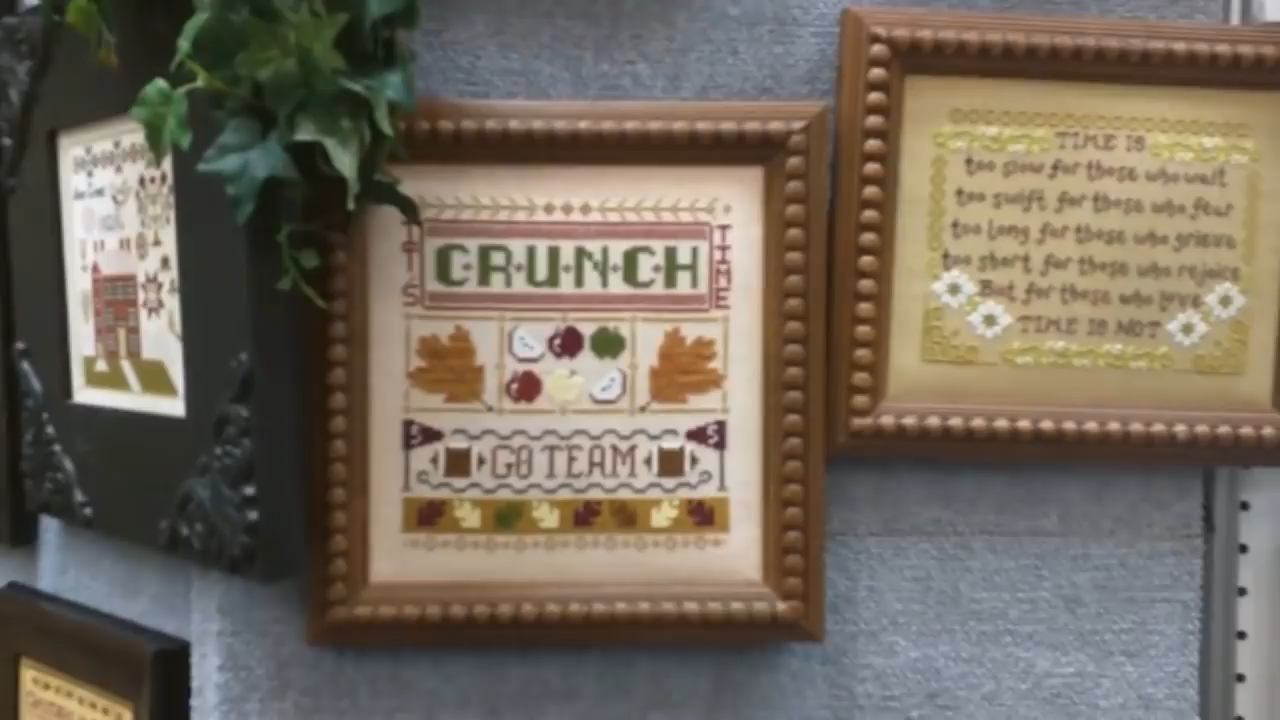 IT'S
CRUNCH
TIME
S
S
GO TEAM
TIME IS
too slow for those who wait
too swift for those who fear
too long for those who grieve
too short for those who rejoice
But for those who love
TIME IS NOT